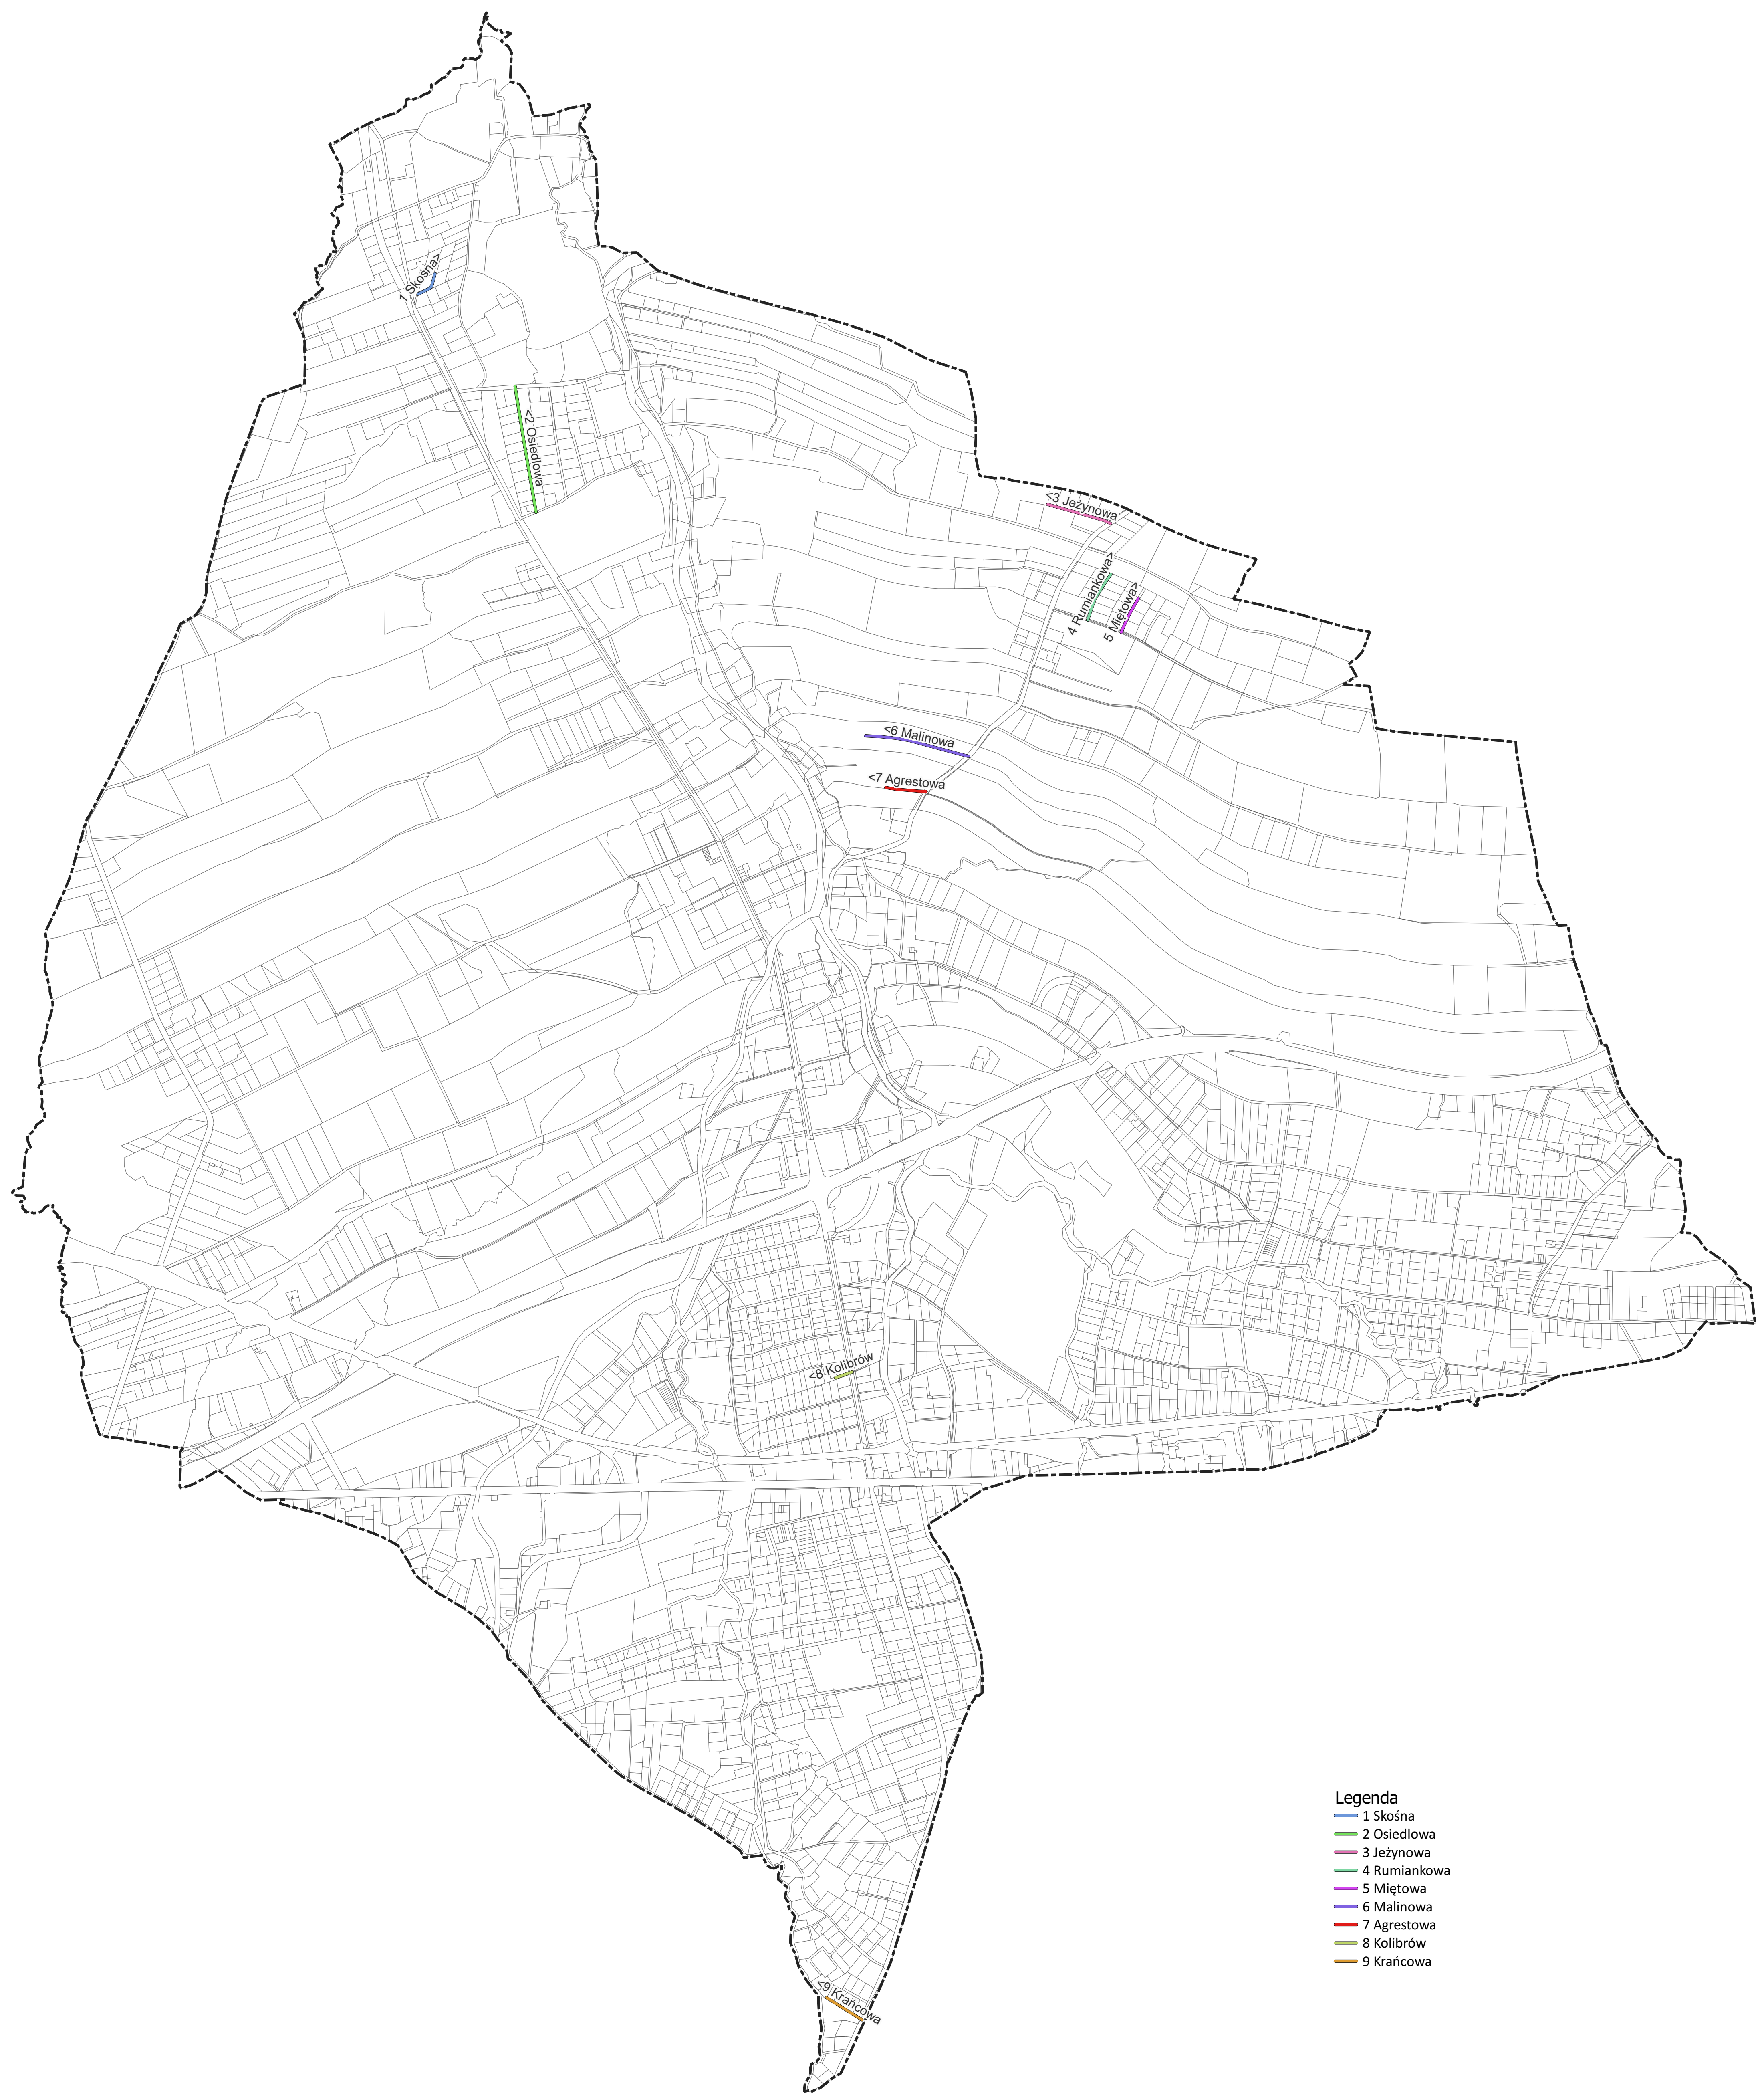 1 Skośna>
<2 Osiedlowa
<3 Jeżynowa
4 Rumiankowa>
5 Miętowa>
<6 Malinowa
<7 Agrestowa
<8 Kolibrów
<9 Krańcowa
Legenda
1 Skośna
2 Osiedlowa
3 Jeżynowa
4 Rumiankowa
5 Miętowa
6 Malinowa
7 Agrestowa
8 Kolibrów
9 Krańcowa